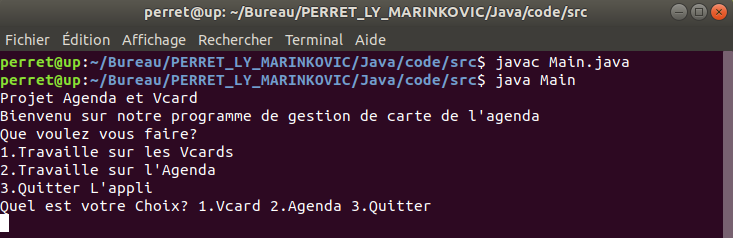 perret@up: ~/Bureau/PERRET_LY_MARINKOVIC/Java/code/src
Fichier Édition Affichage Rechercher Terminal Aide
perret@up:~/Bureau/PERRET_LY_MARINKOVIC/Java/code/src$ javac Main.java
perret@up:~/Bureau/PERRET_LY_MARINKOVIC/Java/code/src$ java Main
Projet Agenda et Vcard
Bienvenu sur notre programme de gestion de carte de l'agenda
Que voulez vous faire?
1.Travaille sur les Vcards
2.Travaille sur l'Agenda
3.Quitter L'appli
Quel est votre Choix? 1.Vcard 2.Agenda 3.Quitter